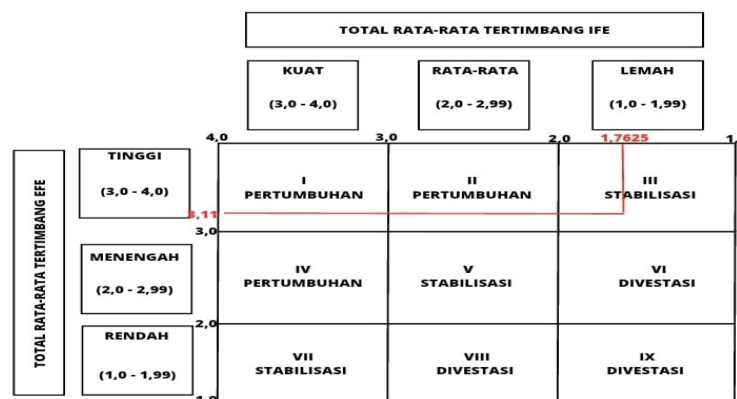 TOTAL RATA-RATA TERTIMBANG IFE
KUAT
(3,0 - 4,0)
RATA-RATA
(2,0 - 2,99)
LEMAH
(1,0 - 1,99)
4,0
3,0
2,0
1,7625
1,
TOTAL RATA-RATA TERTIMBANG EFE
TINGGI
(3,0 - 4,0)
I
PERTUMBUHAN
II
PERTUMBUHAN
III
STABILISASI
3,11
3,0
MENENGAH
(2,0 - 2,99)
IV
PERTUMBUHAN
V
STABILISASI
VI
DIVESTASI
2,0
RENDAH
(1,0 - 1,99)
VII
STABILISASI
VIII
DIVESTASI
IX
DIVESTASI